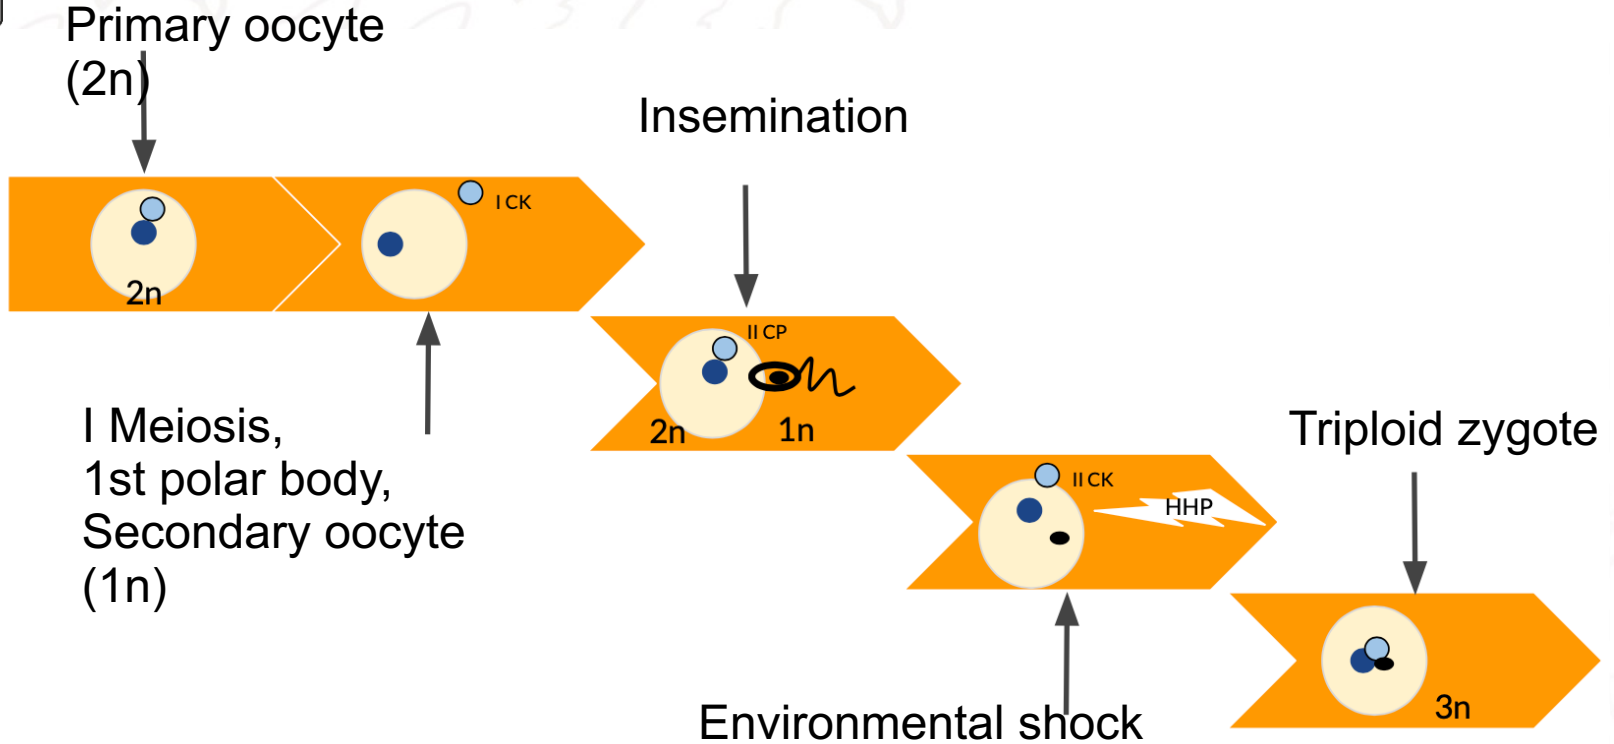 Primary oocyte
(2n)
2n
I CK
I Meiosis,
1st polar body,
Secondary oocyte
(1n)
Insemination
II CP
2n
1n
II CK
HHP
Environmental shock
Triploid zygote
3n